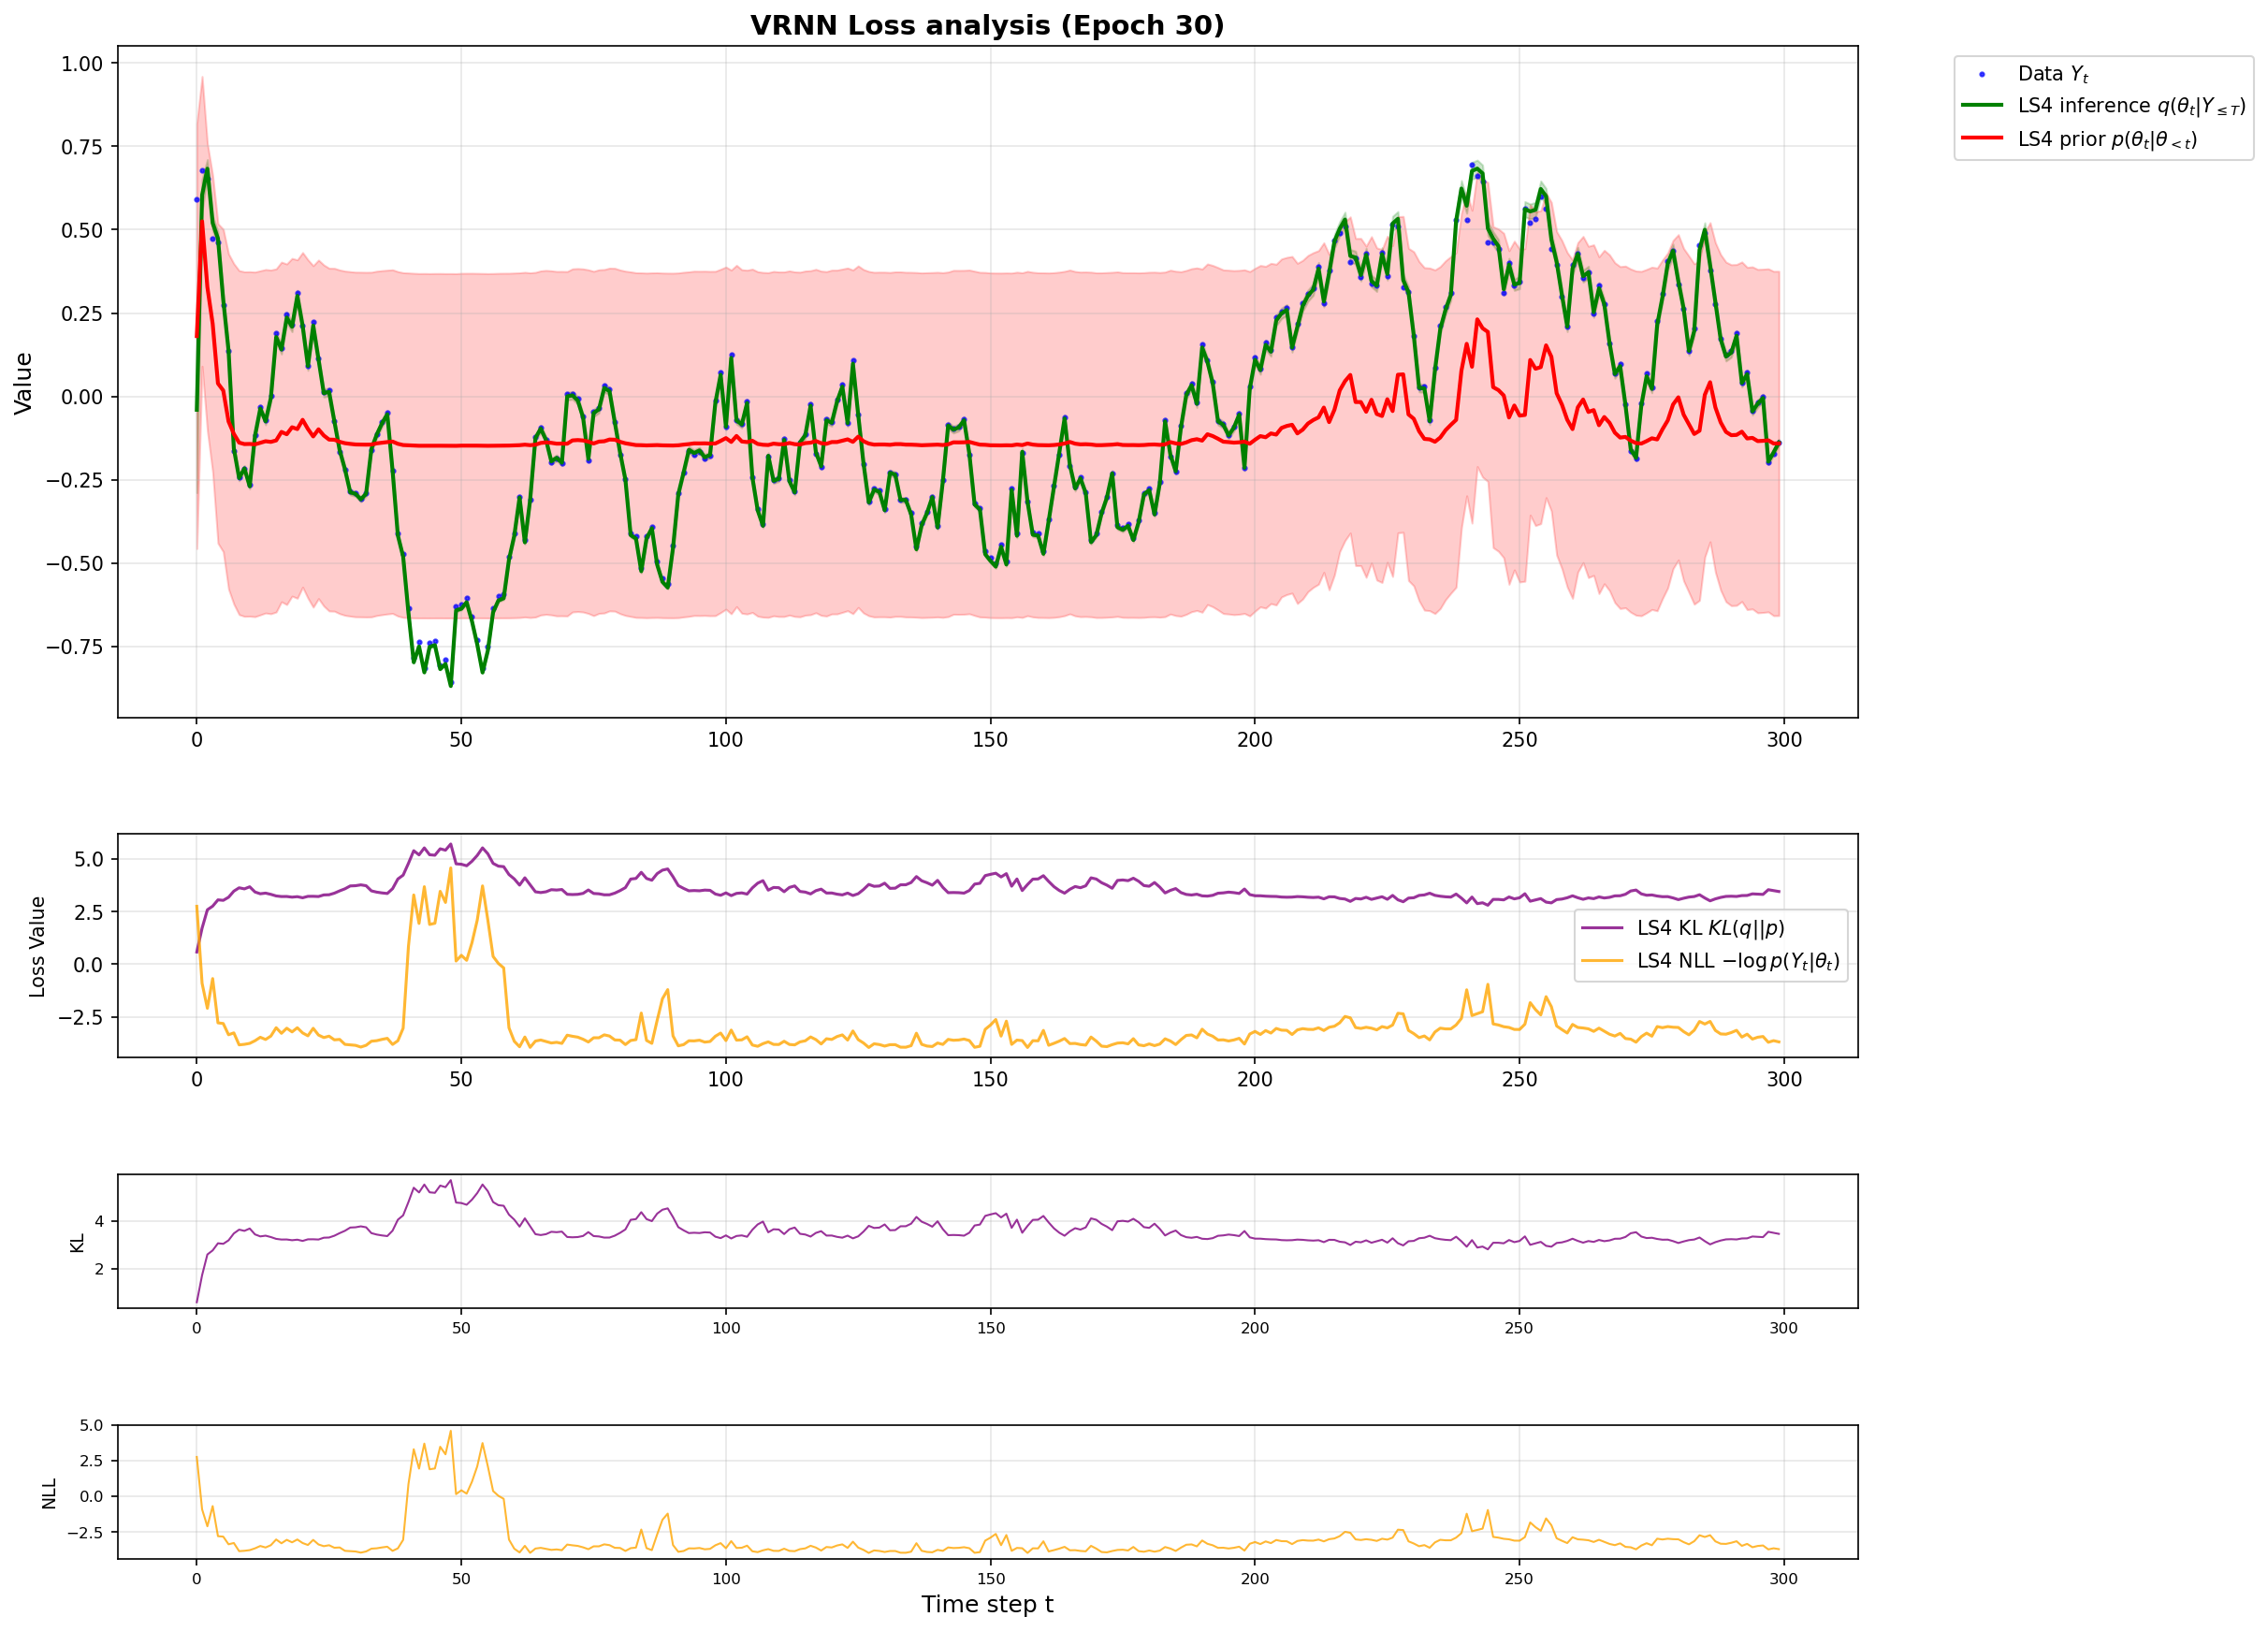 VRNN Loss analysis (Epoch 30)
Value
1.00
0.75
0.50
0.25
0.00
−0.25
−0.50
−0.75
0 50 100 150 200 250 300
Data Y_t
LS4 inference q(θ_t|Y_{≤T})
LS4 prior p(θ_t|θ_{<t})
Loss Value
5.0
2.5
0.0
−2.5
LS4 KL KL(q||p)
LS4 NLL −log p(Y_t|θ_t)
0 50 100 150 200 250 300
KL
4
2
0 50 100 150 200 250 300
NLL
5.0
2.5
0.0
−2.5
0 50 100 150 200 250 300
Time step t